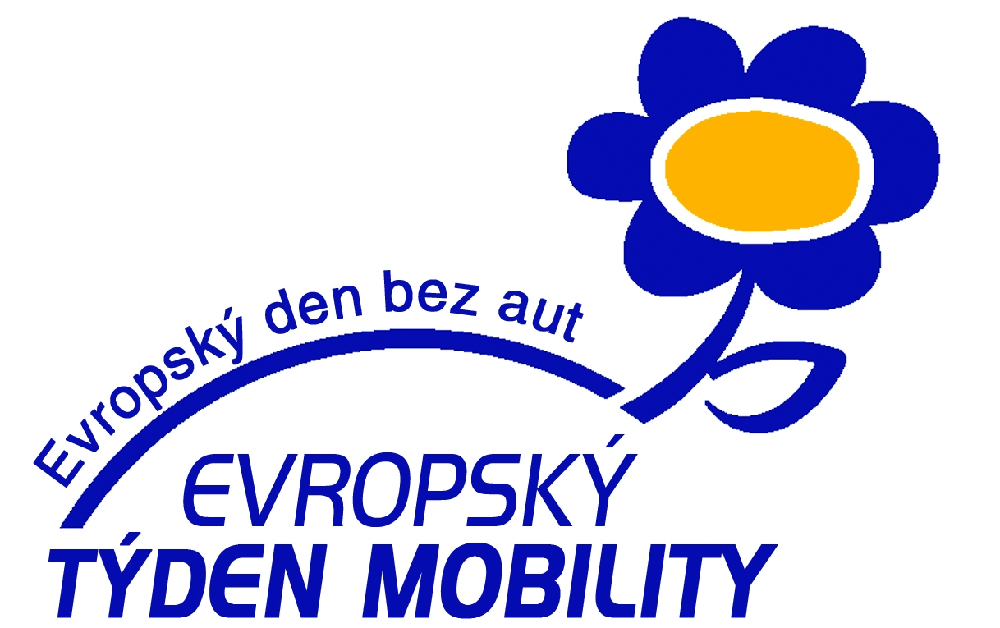 Evropský den bez aut
EVROPSKÝ
TÝDEN MOBILITY